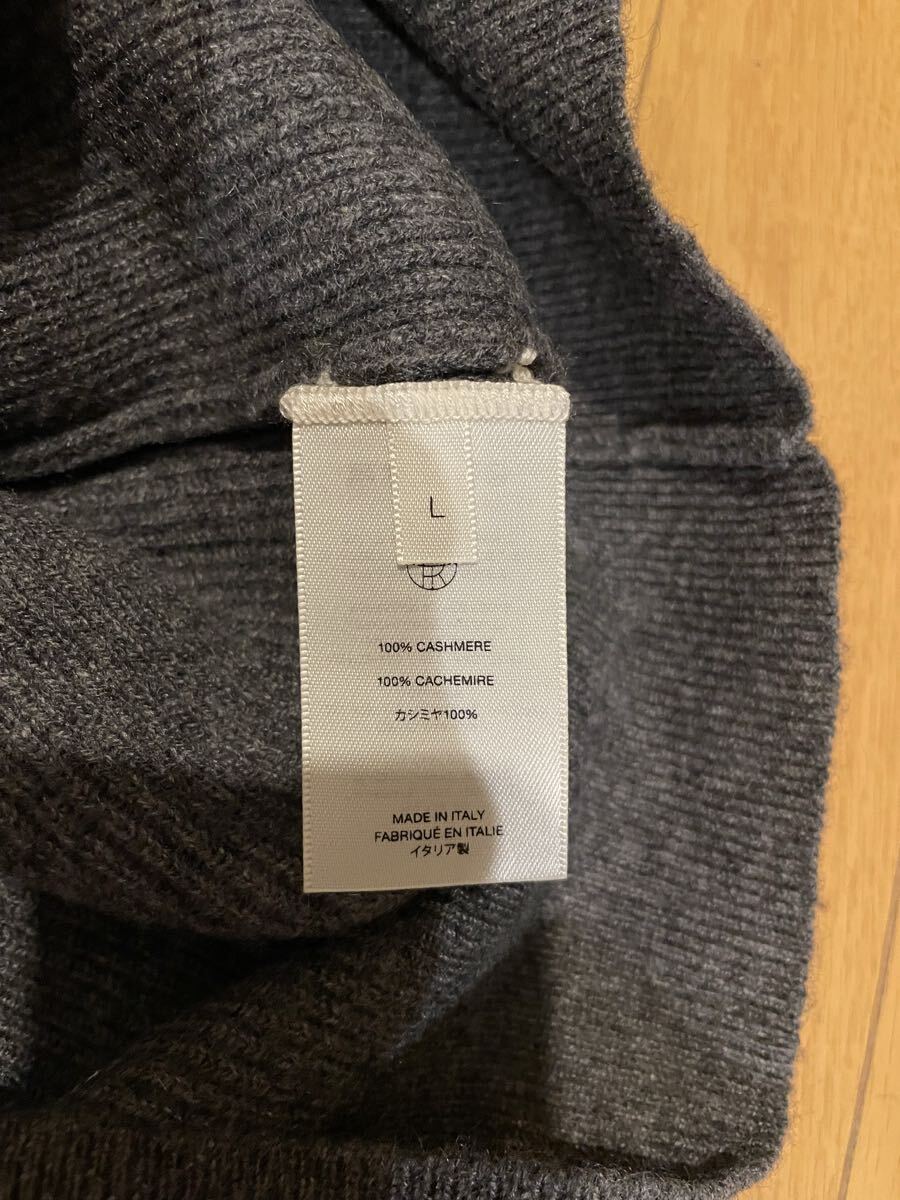 L
100% CASHMERE
100% CACHEMIRE
カシミヤ100%
MADE IN ITALY
FABRIQUÉ EN ITALIE
イタリア製